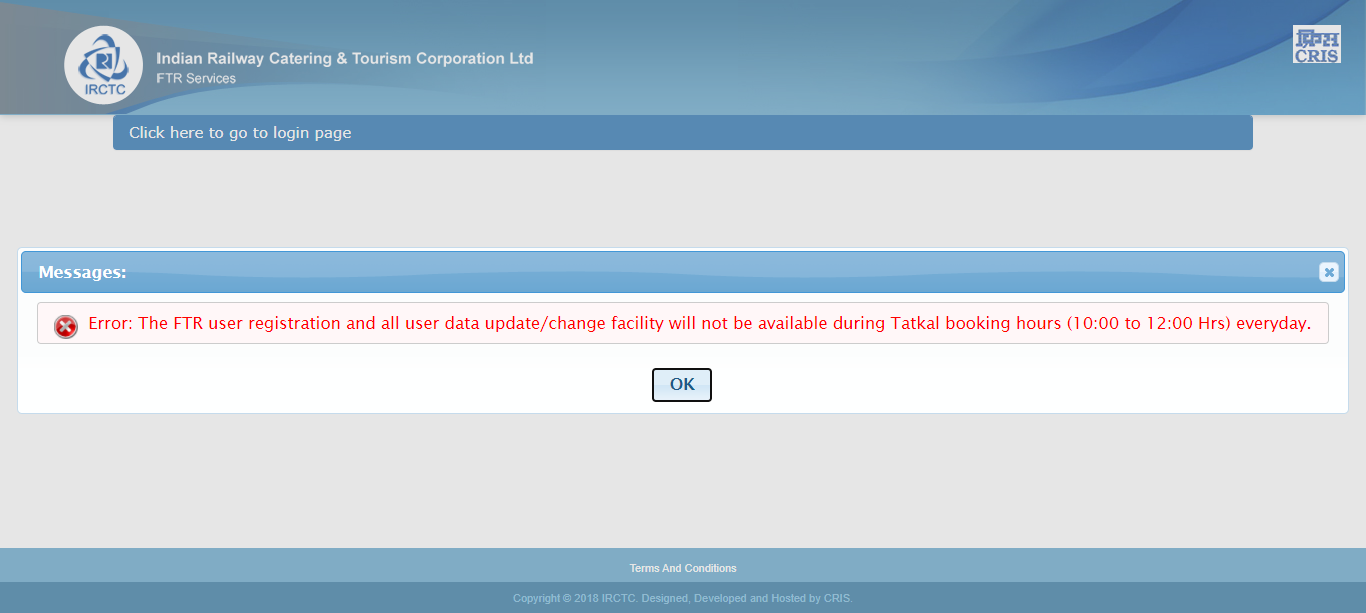 Indian Railway Catering & Tourism Corporation Ltd
FTR Services
IRCTC
क्रिस
CRIS
Click here to go to login page
Messages:
Error: The FTR user registration and all user data update/change facility will not be available during Tatkal booking hours (10:00 to 12:00 Hrs) everyday.
OK
Terms And Conditions
Copyright © 2018 IRCTC. Designed, Developed and Hosted by CRIS.